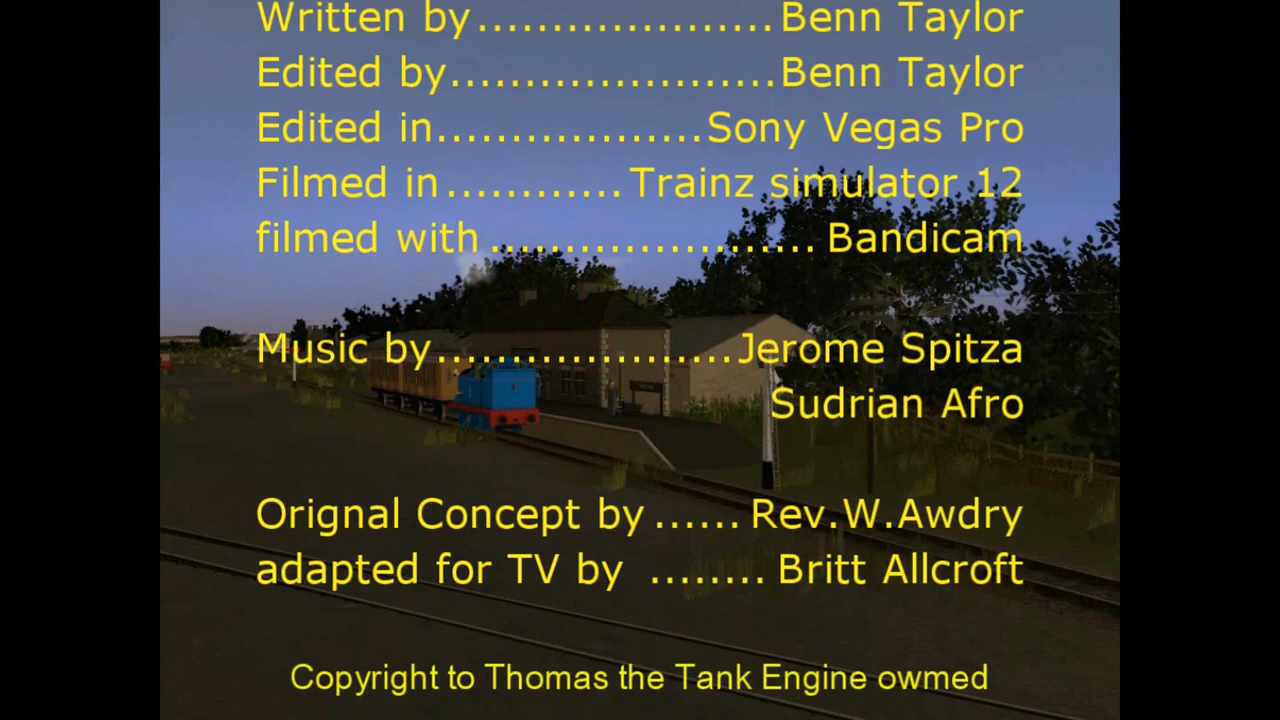 Written by....................Benn Taylor
Edited by......................Benn Taylor
Edited in..................Sony Vegas Pro
Filmed in............Trainz simulator 12
filmed with ...................... Bandicam
Music by....................Jerome Spitza
Sudrian Afro
Orignal Concept by ...... Rev.W.Awdry
adapted for TV by ........ Britt Allcroft
Copyright to Thomas the Tank Engine owmed